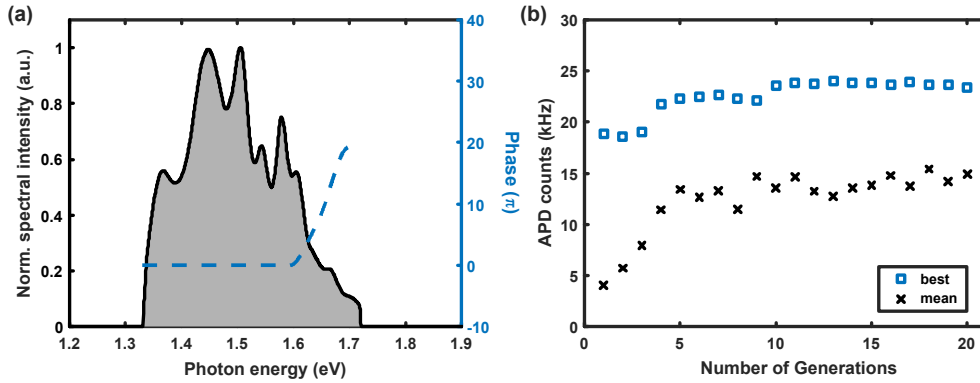 (a)
Norm. spectral intensity (a.u.)
1
0.8
0.6
0.4
0.2
0
1.2 1.3 1.4 1.5 1.6 1.7 1.8 1.9
Photon energy (eV)
40
30
20
10
0
-10
Phase (π)
(b)
APD counts (kHz)
30
25
20
15
10
5
0
0 5 10 15 20
Number of Generations
best
mean